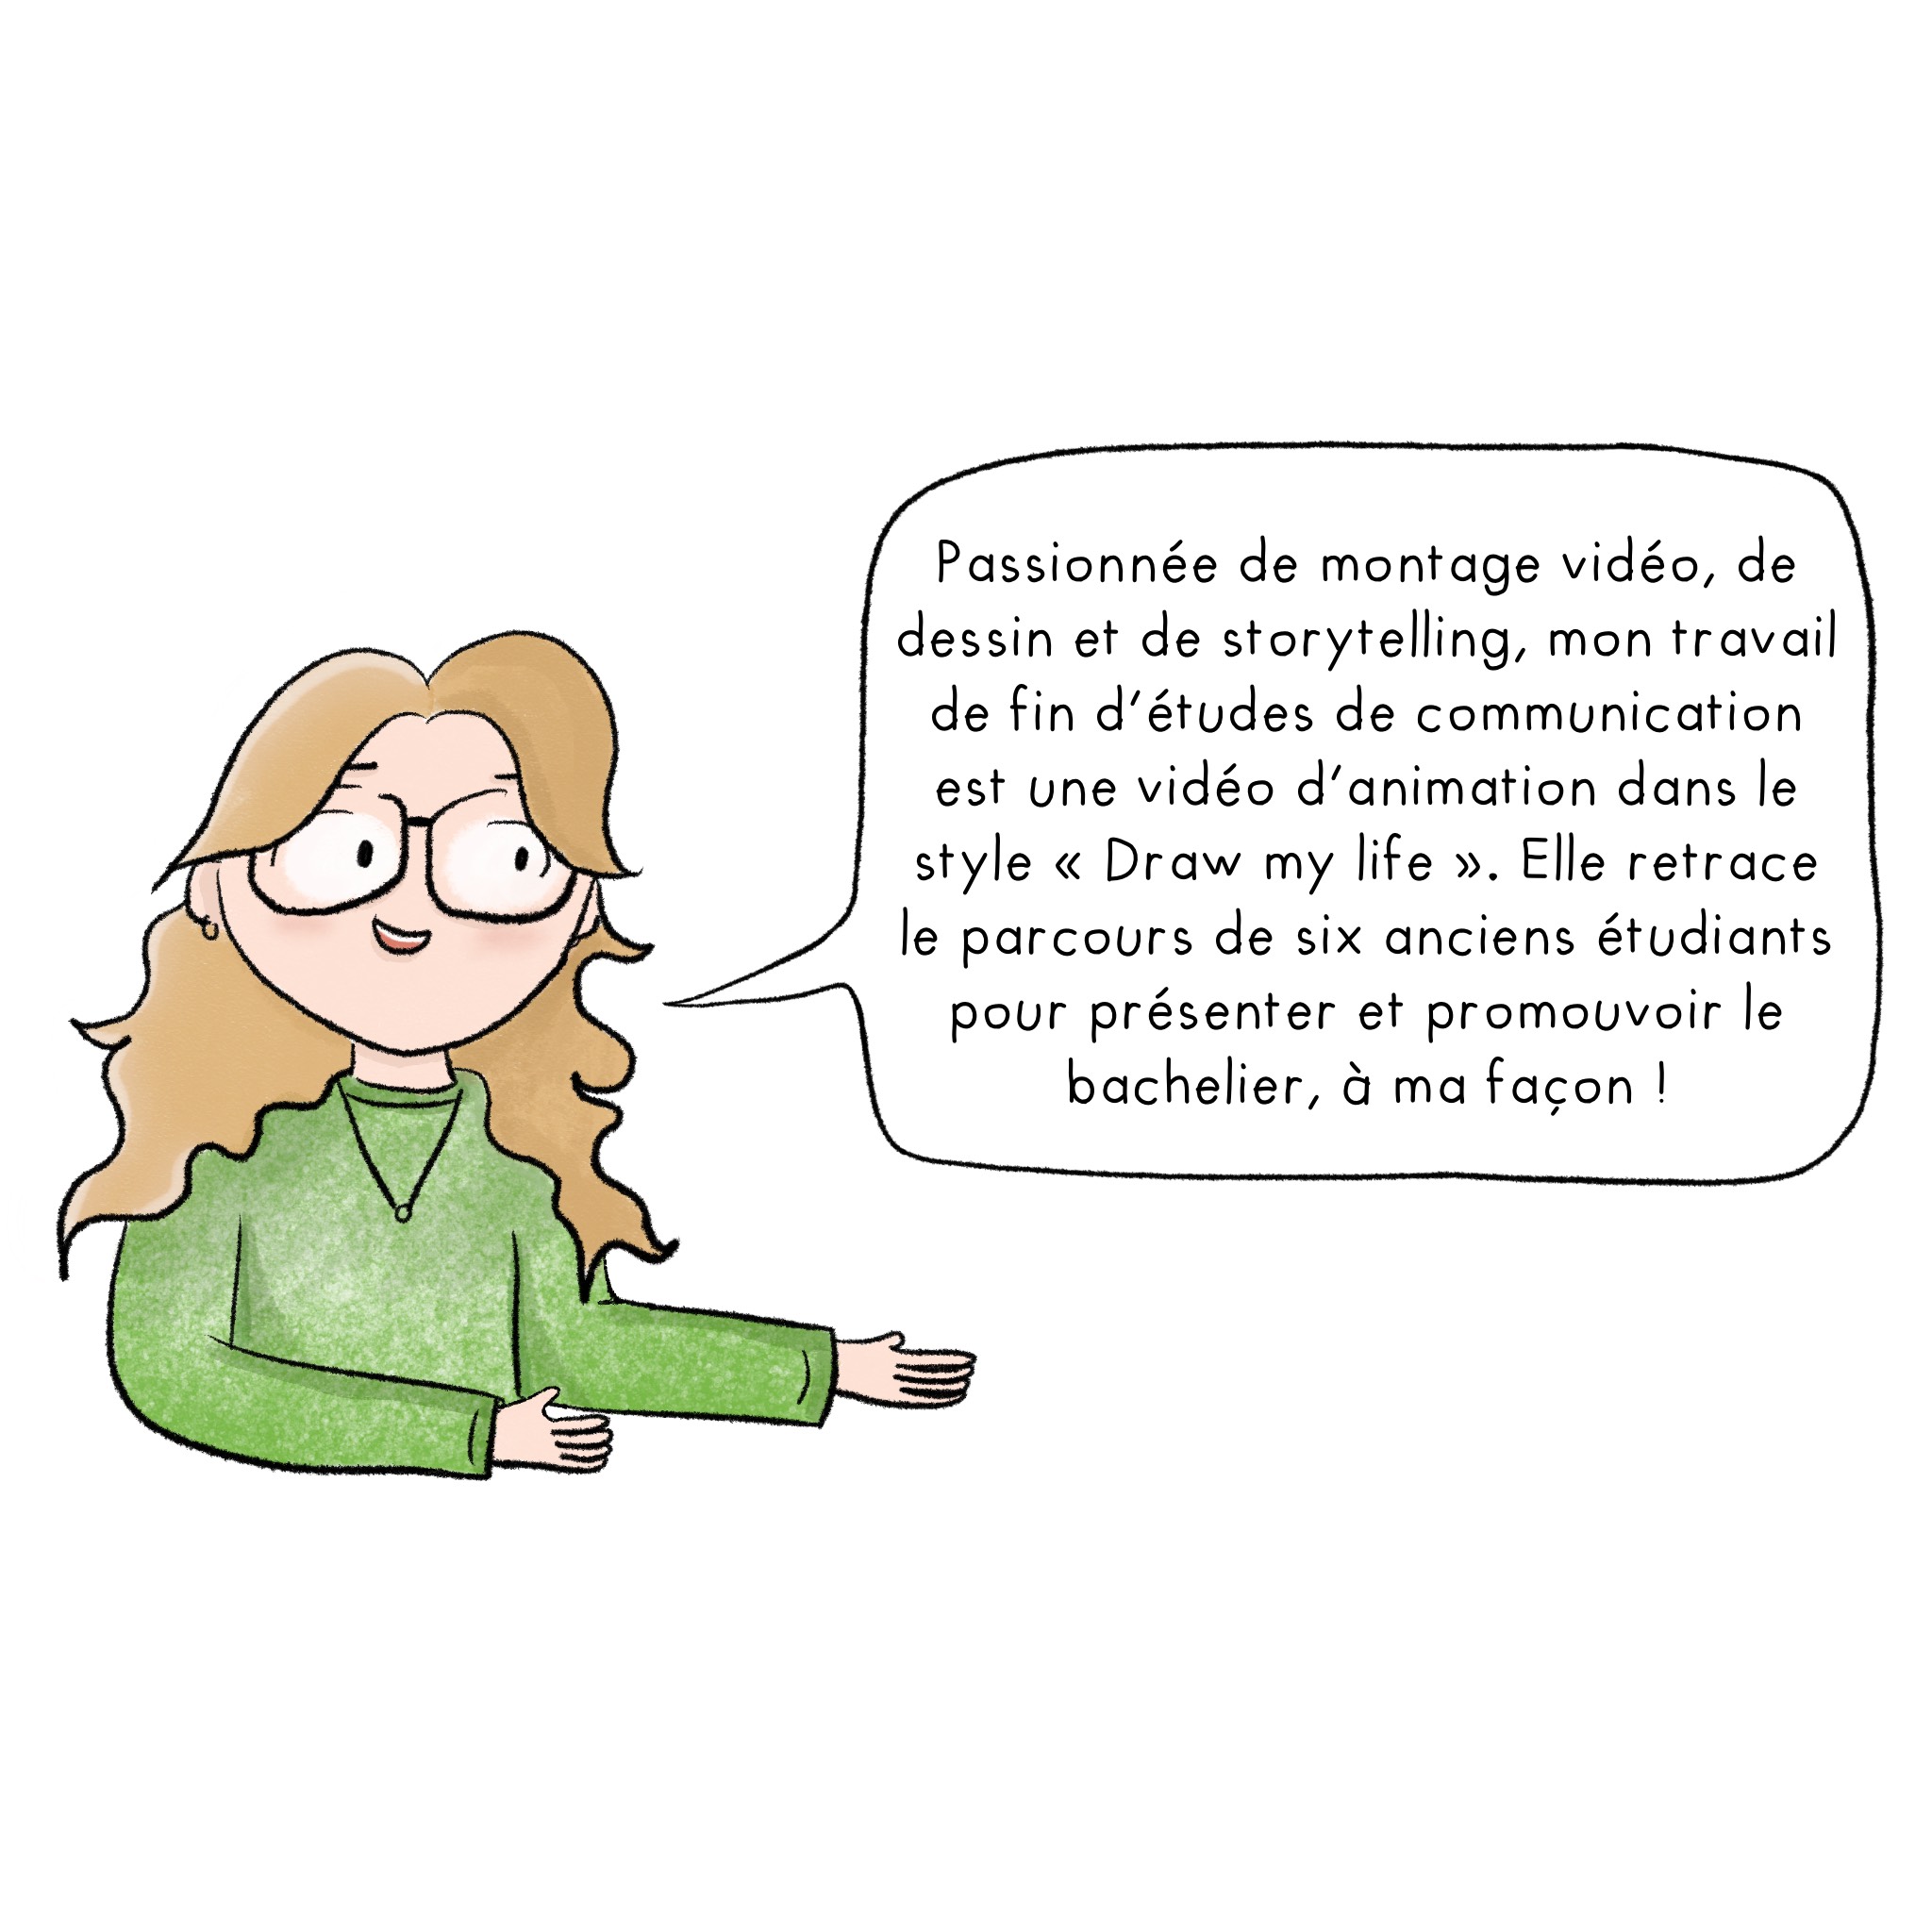 Passionnée de montage vidéo, de
dessin et de storytelling, mon travail
de fin d’études de communication
est une vidéo d’animation dans le
style « Draw my life ». Elle retrace
le parcours de six anciens étudiants
pour présenter et promouvoir le
bachelier, à ma façon !